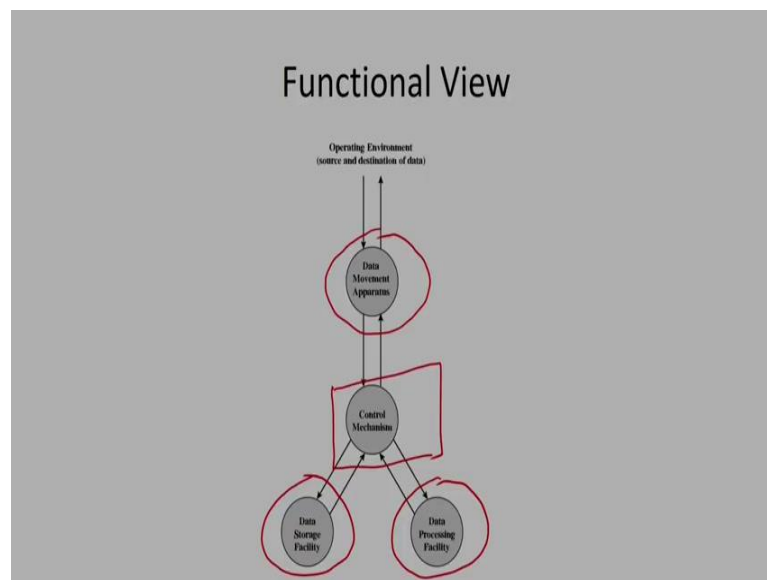 Functional View
Operating Environment
(source and destination of data)
Data
Movement
Apparatus
Control
Mechanism
Data
Storage
Facility
Data
Processing
Facility